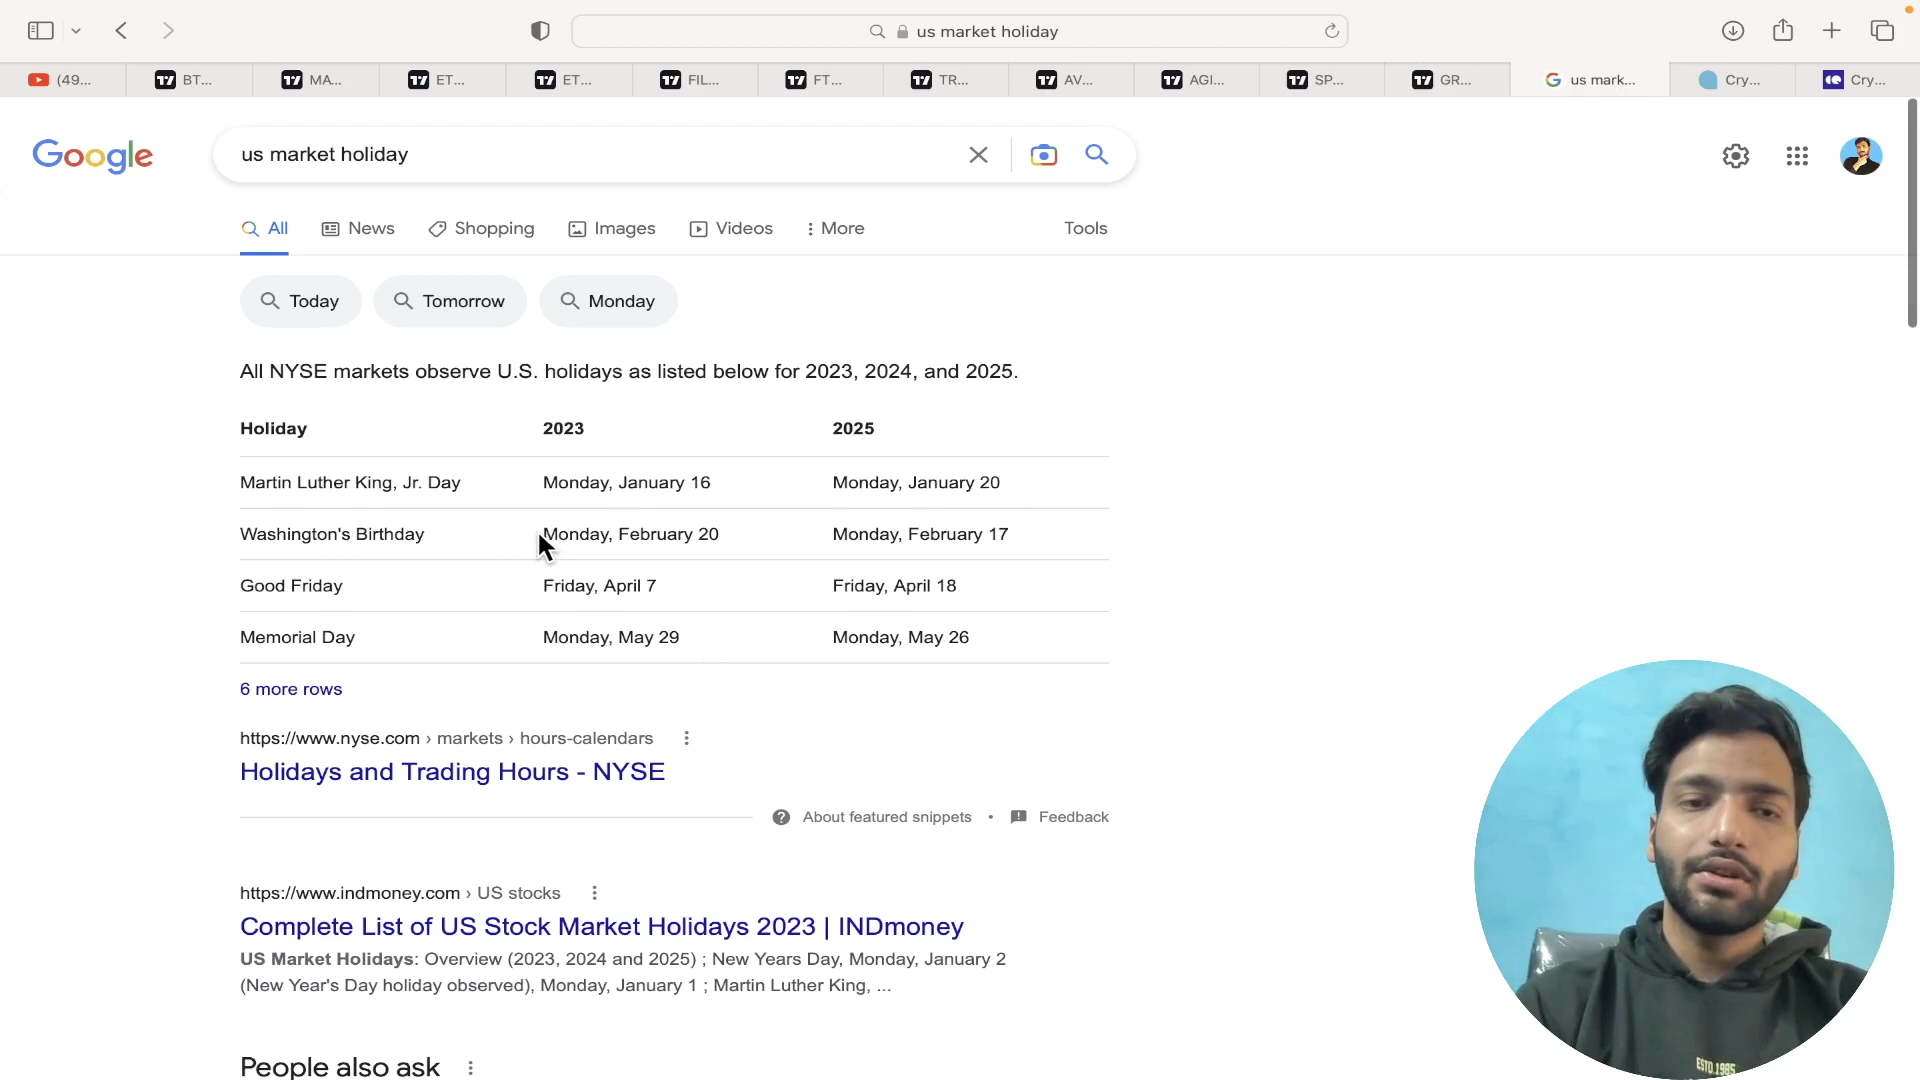 us market holiday
(49...
BT...
MA...
ET...
ET...
FIL...
FT...
TR...
AV...
AGI...
SP...
GR...
us mark...
Cry...
Cry...
Google
us market holiday
All
News
Shopping
Images
Videos
More
Tools
Today
Tomorrow
Monday
All NYSE markets observe U.S. holidays as listed below for 2023, 2024, and 2025.
Holiday 2023 2025
Martin Luther King, Jr. Day Monday, January 16 Monday, January 20
Washington's Birthday Monday, February 20 Monday, February 17
Good Friday Friday, April 7 Friday, April 18
Memorial Day Monday, May 29 Monday, May 26
6 more rows
https://www.nyse.com › markets › hours-calendars
Holidays and Trading Hours - NYSE
About featured snippets • Feedback
https://www.indmoney.com › US stocks
Complete List of US Stock Market Holidays 2023 | INDmoney
US Market Holidays: Overview (2023, 2024 and 2025) ; New Years Day, Monday, January 2
(New Year's Day holiday observed), Monday, January 1 ; Martin Luther King, ...
People also ask
ESTD.1985